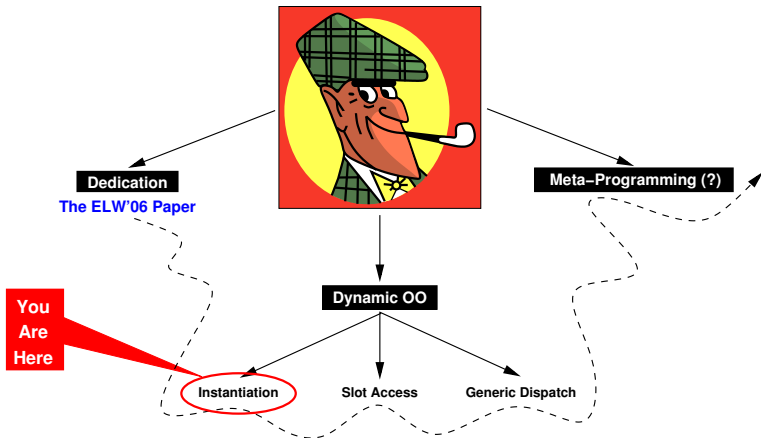 Dedication
The ELW'06 Paper
Meta–Programming (?)
Dynamic OO
You
Are
Here
Instantiation
Slot Access
Generic Dispatch